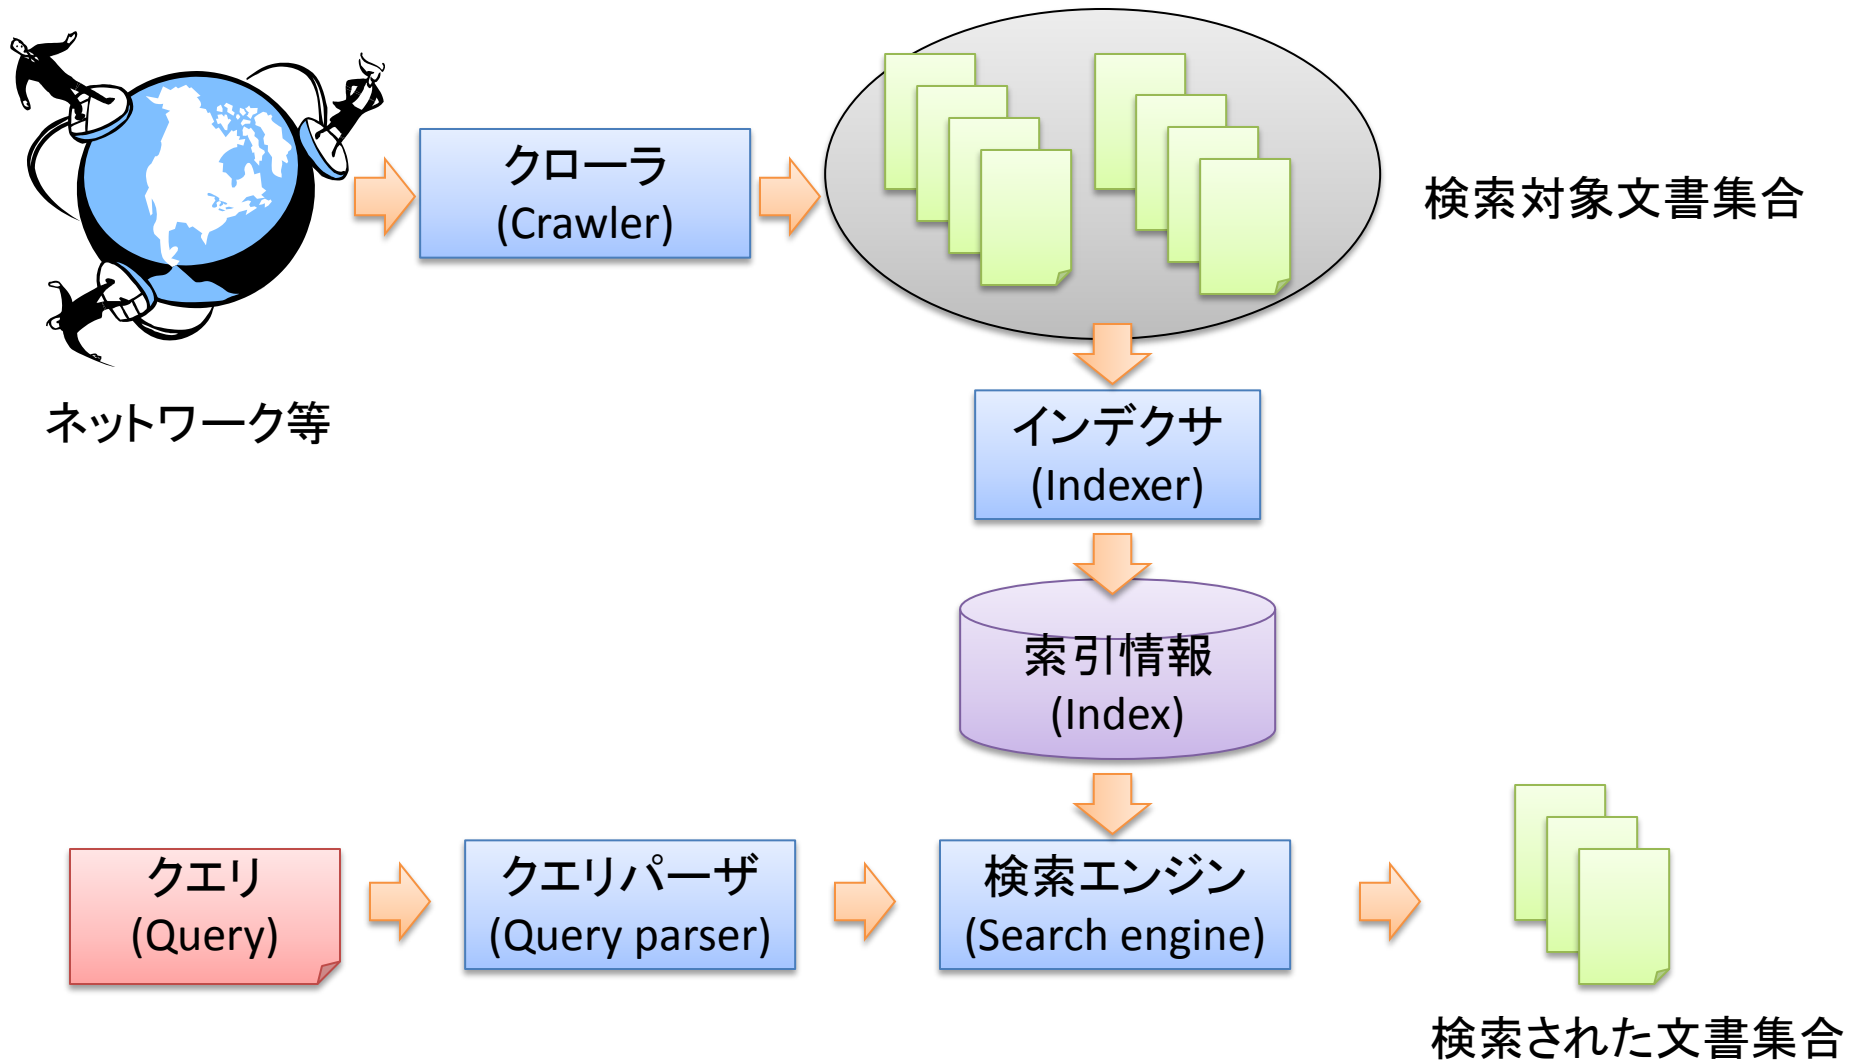 クローラ
(Crawler)
検索対象文書集合
ネットワーク等
インデクサ
(Indexer)
索引情報
(Index)
クエリ
(Query)
クエリパーザ
(Query parser)
検索エンジン
(Search engine)
検索された文書集合